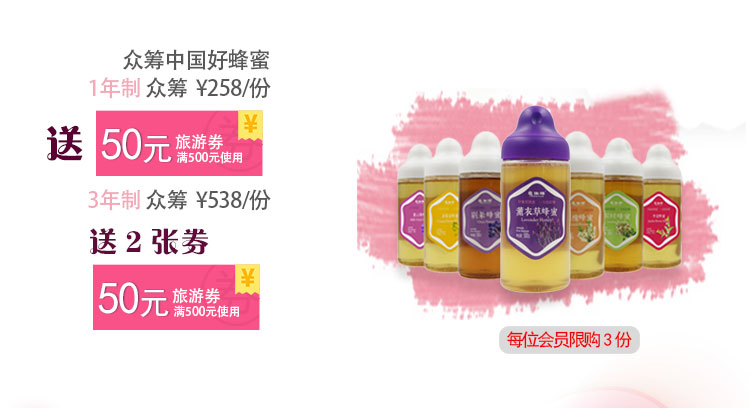 众筹中国好蜂蜜
1年制 众筹 ¥258/份
送
50元 旅游券
满500元使用
¥
3年制 众筹 ¥538/份
送 2 张券
50元 旅游券
满500元使用
¥
薰衣草蜂蜜
Lavender Honey
每位会员限购 3 份